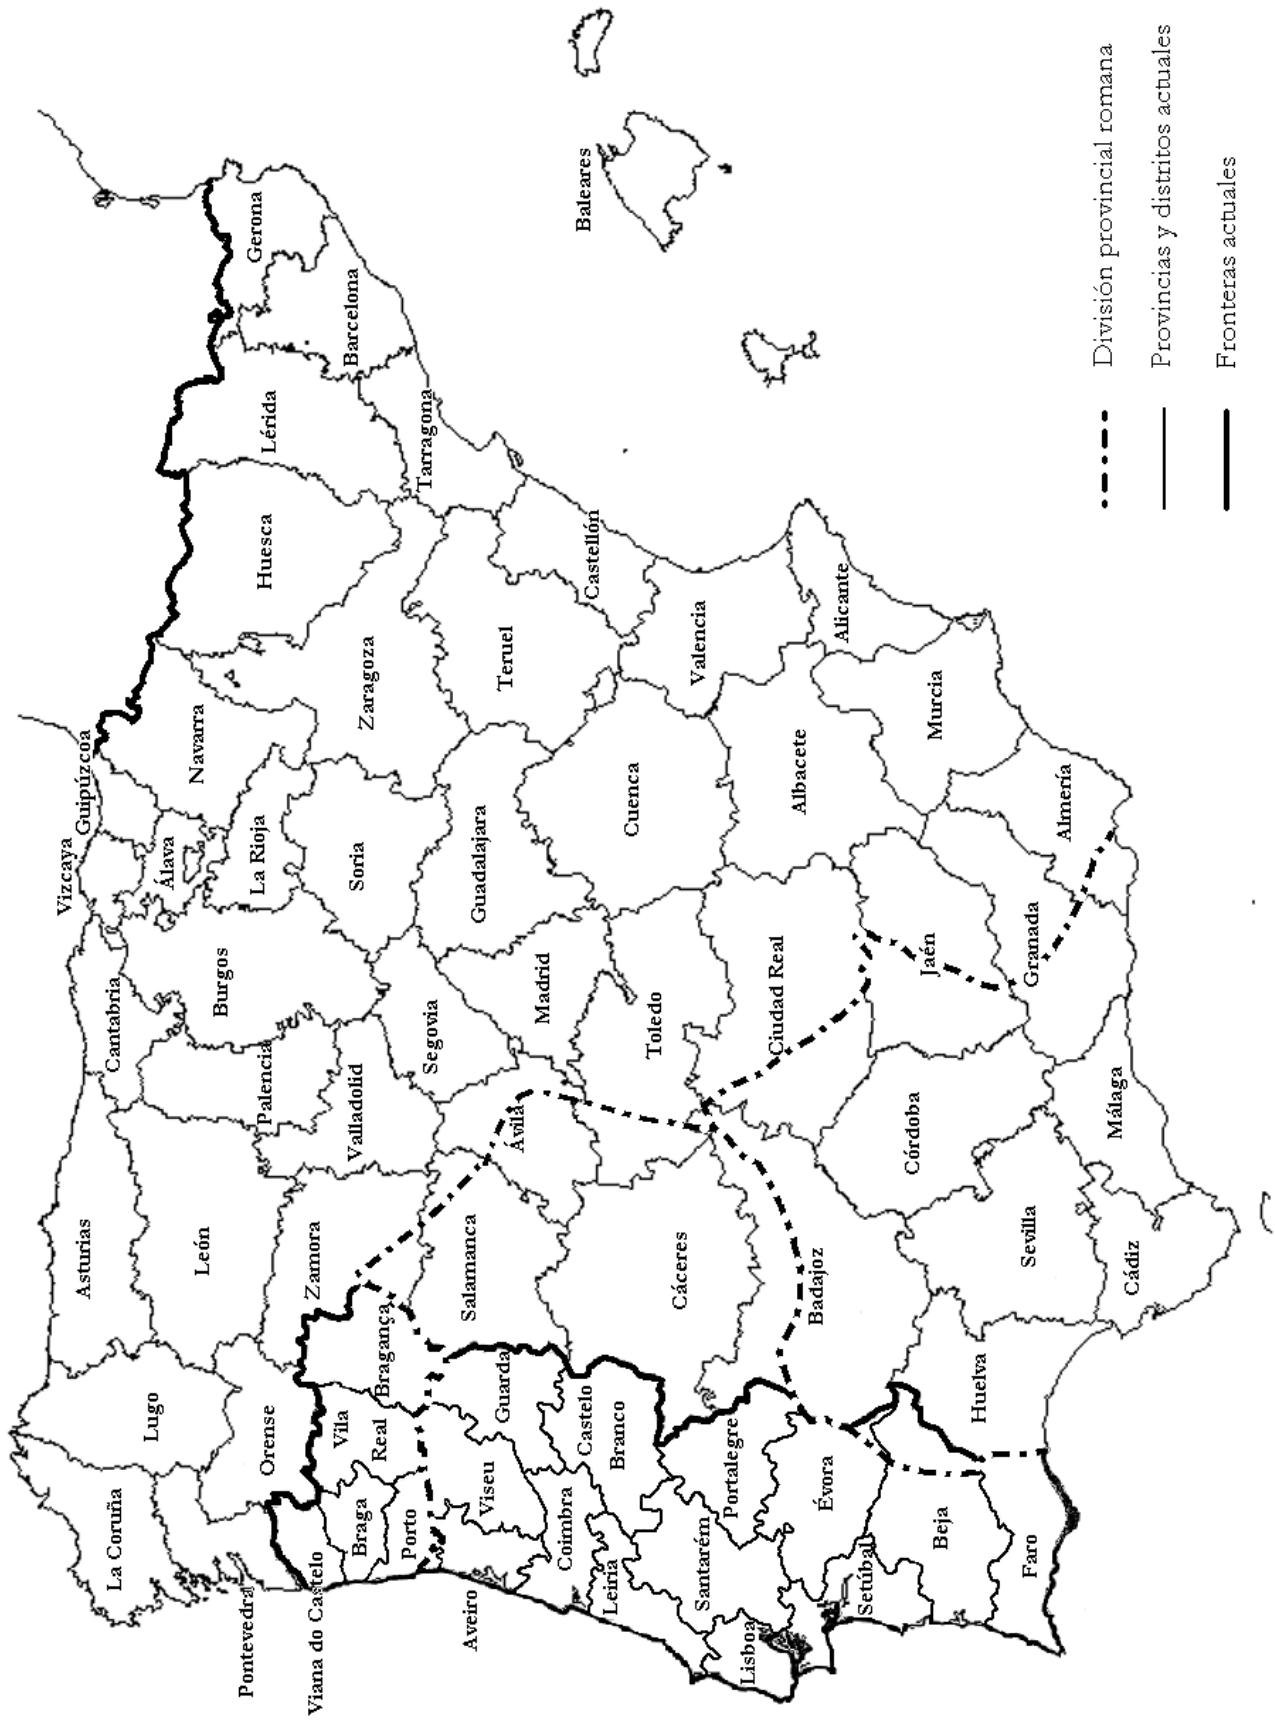 La Coruña
Lugo
Asturias
Cantabria
Vizcaya
Guipúzcoa
Pontevedra
Orense
León
Palencia
Burgos
Álava
La Rioja
Navarra
Huesca
Lérida
Gerona
Barcelona
Tarragona
Viana do Castelo
Braga
Vila
Real
Bragança
Zamora
Valladolid
Soria
Zaragoza
Porto
Aveiro
Viseu
Guarda
Salamanca
Ávila
Segovia
Madrid
Guadalajara
Teruel
Castellón
Baleares
Coimbra
Leiria
Castelo
Branco
Cáceres
Toledo
Cuenca
Valencia
Santarém
Portalegre
Lisboa
Setúbal
Évora
Badajoz
Ciudad Real
Albacete
Alicante
Beja
Huelva
Córdoba
Jaén
Murcia
Faro
Sevilla
Cádiz
Málaga
Granada
Almería
División provincial romana
Provincias y distritos actuales
Fronteras actuales